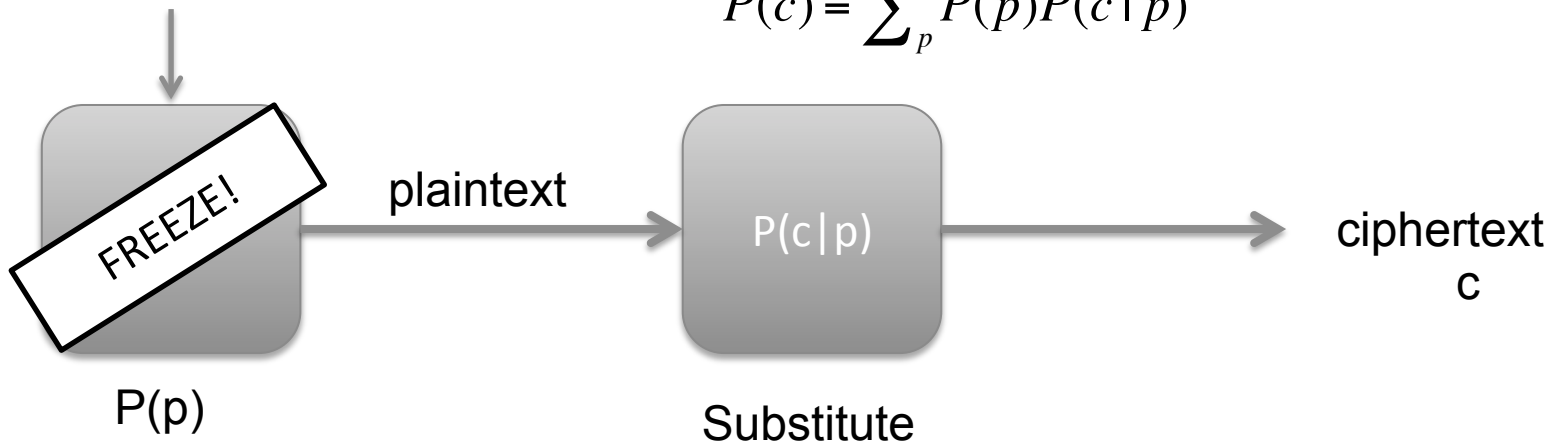 P(c) = ∑ₚ P(p)P(c | p)
FREEZE!
plaintext
P(c|p)
ciphertext
c
P(p)
Substitute